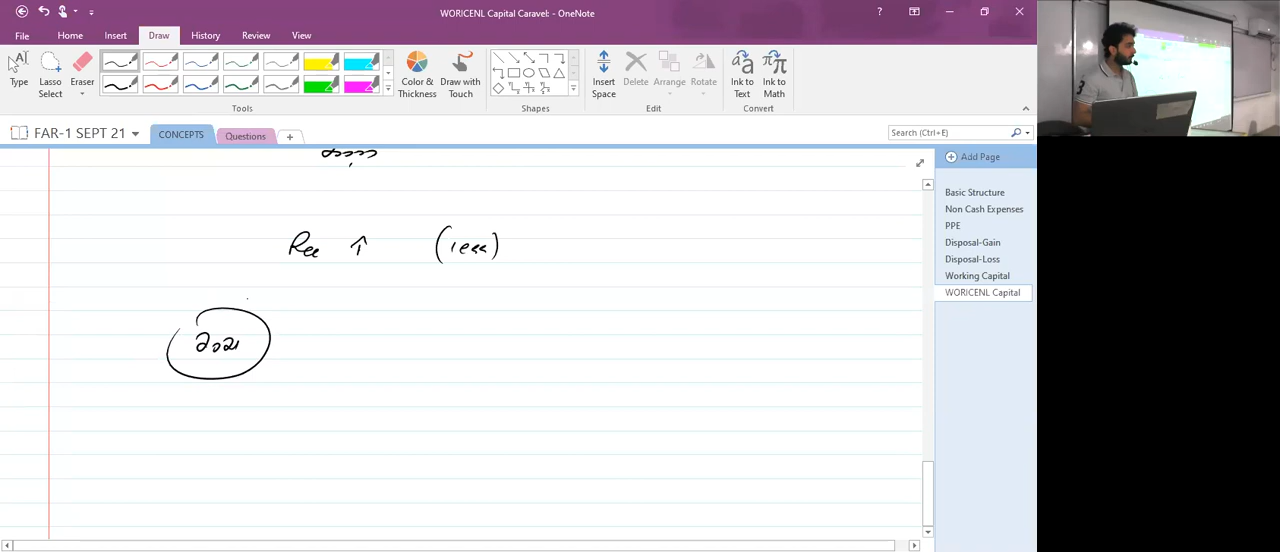 WORICENL Capital Caravel: - OneNote
File Home Insert Draw History Review View
Type
Lasso Select
Eraser
Color & Thickness
Draw with Touch
Insert Space
Delete
Arrange
Rotate
Ink to Text
Ink to Math
Tools
Shapes
Edit
Convert
FAR-1 SEPT 21
CONCEPTS
Questions
Search (Ctrl+E)
Add Page
Basic Structure
Non Cash Expenses
PPE
Disposal-Gain
Disposal-Loss
Working Capital
WORICENL Capital
Rec ↑
2021